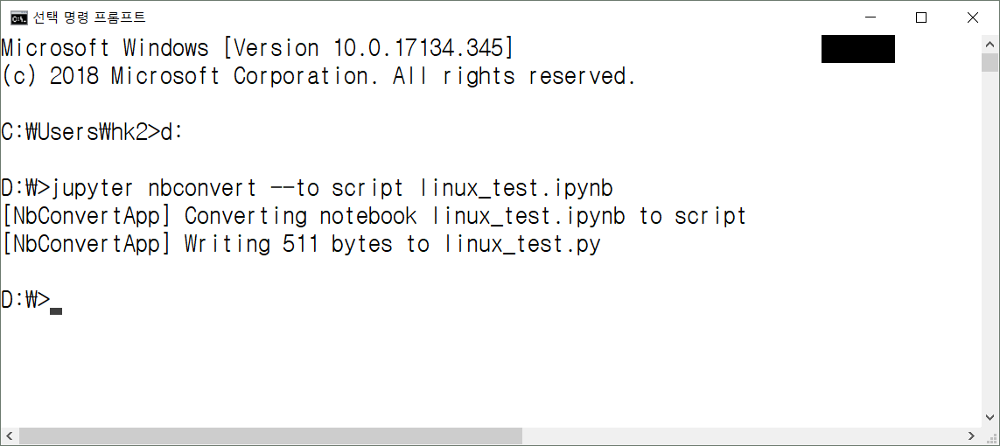 선택 명령 프롬프트
Microsoft Windows [Version 10.0.17134.345]
(c) 2018 Microsoft Corporation. All rights reserved.
C:₩Users₩hk2>d:
D:₩>jupyter nbconvert --to script linux_test.ipynb
[NbConvertApp] Converting notebook linux_test.ipynb to script
[NbConvertApp] Writing 511 bytes to linux_test.py
D:₩>